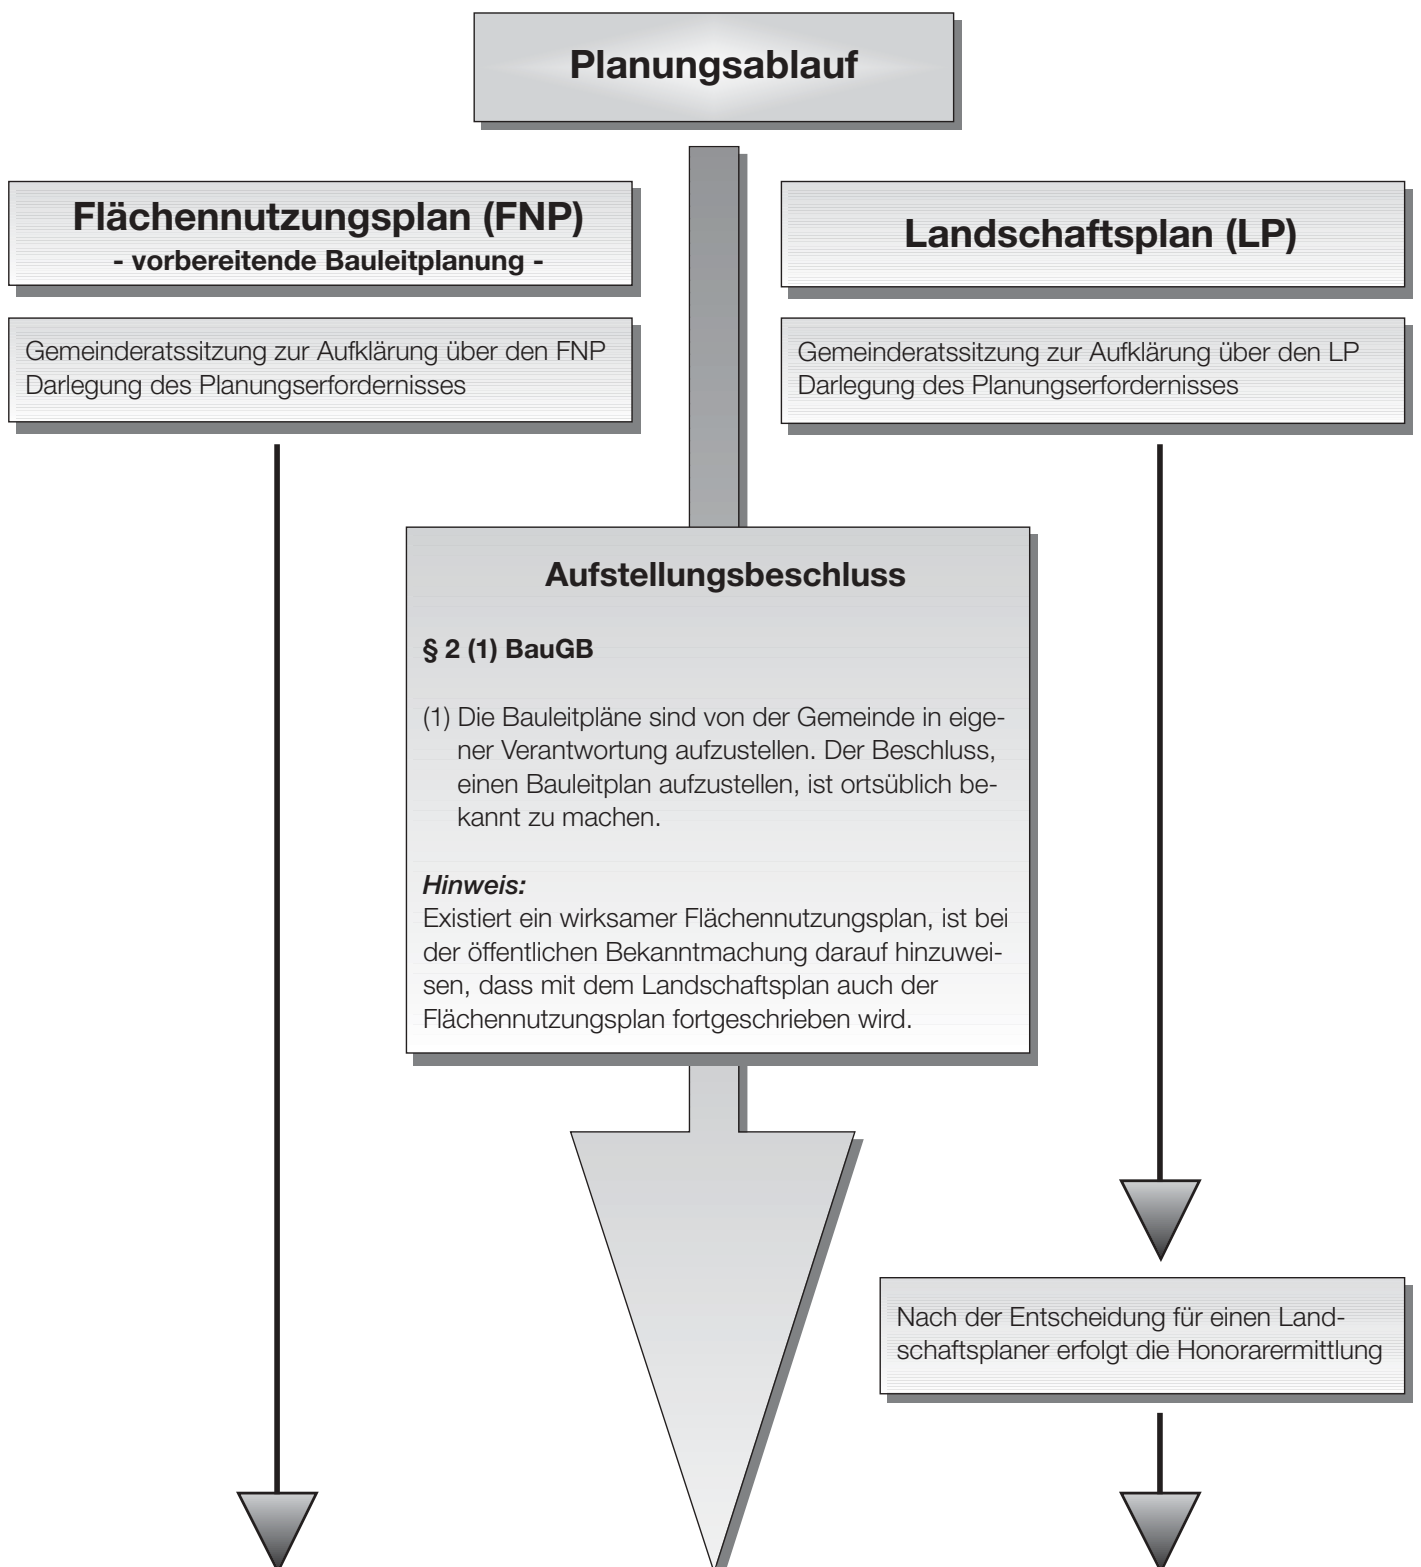 Planungsablauf
Flächennutzungsplan (FNP)
- vorbereitende Bauleitplanung -
Landschaftsplan (LP)
Gemeinderatssitzung zur Aufklärung über den FNP
Darlegung des Planungserfordernisses
Gemeinderatssitzung zur Aufklärung über den LP
Darlegung des Planungserfordernisses
Aufstellungsbeschluss
§ 2 (1) BauGB
(1) Die Bauleitpläne sind von der Gemeinde in eige-
ner Verantwortung aufzustellen. Der Beschluss,
einen Bauleitplan aufzustellen, ist ortsüblich be-
kannt zu machen.
Hinweis:
Existiert ein wirksamer Flächennutzungsplan, ist bei
der öffentlichen Bekanntmachung darauf hinzuwei-
sen, dass mit dem Landschaftsplan auch der
Flächennutzungsplan fortgeschrieben wird.
Nach der Entscheidung für einen Land-
schaftsplaner erfolgt die Honorarermittlung